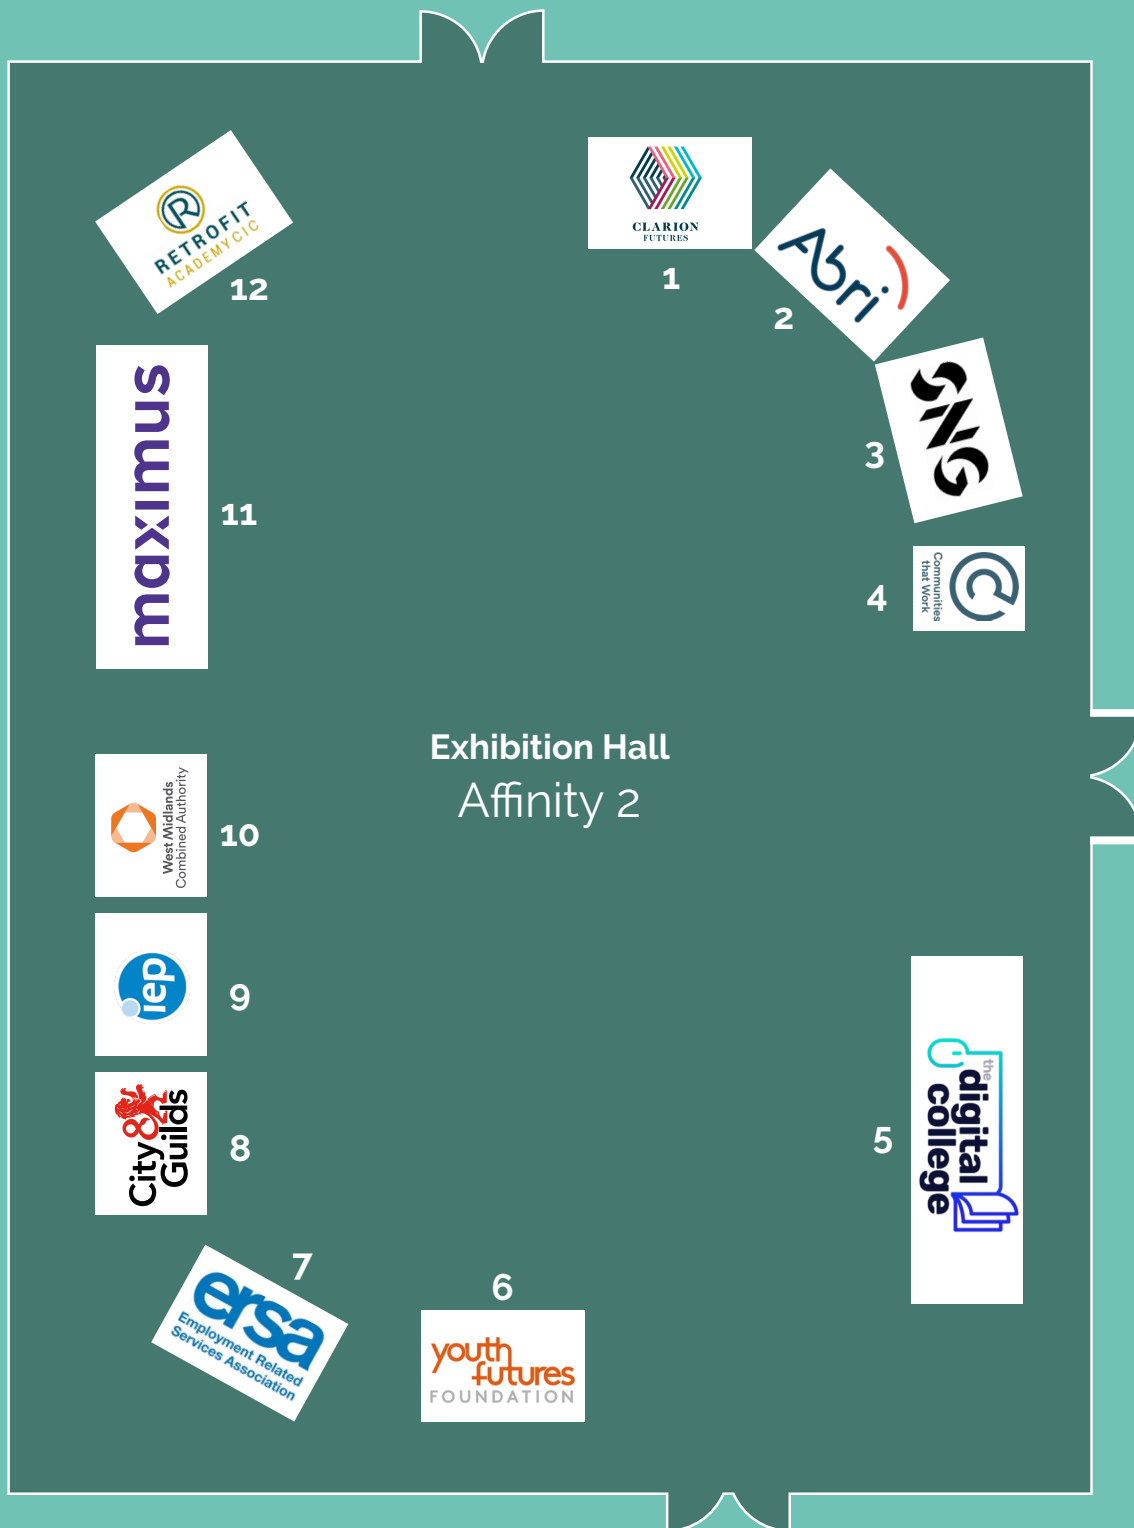 CLARION
FUTURES
1
Abri
2
SNG
3
Communities
that Work
4
the
digital
college
5
youth
futures
FOUNDATION
6
ersa
Employment Related
Services Association
7
City &
Guilds
8
iep
9
West Midlands
Combined Authority
10
maximus
11
RETROFIT
ACADEMY CIC
12
Exhibition Hall
Affinity 2